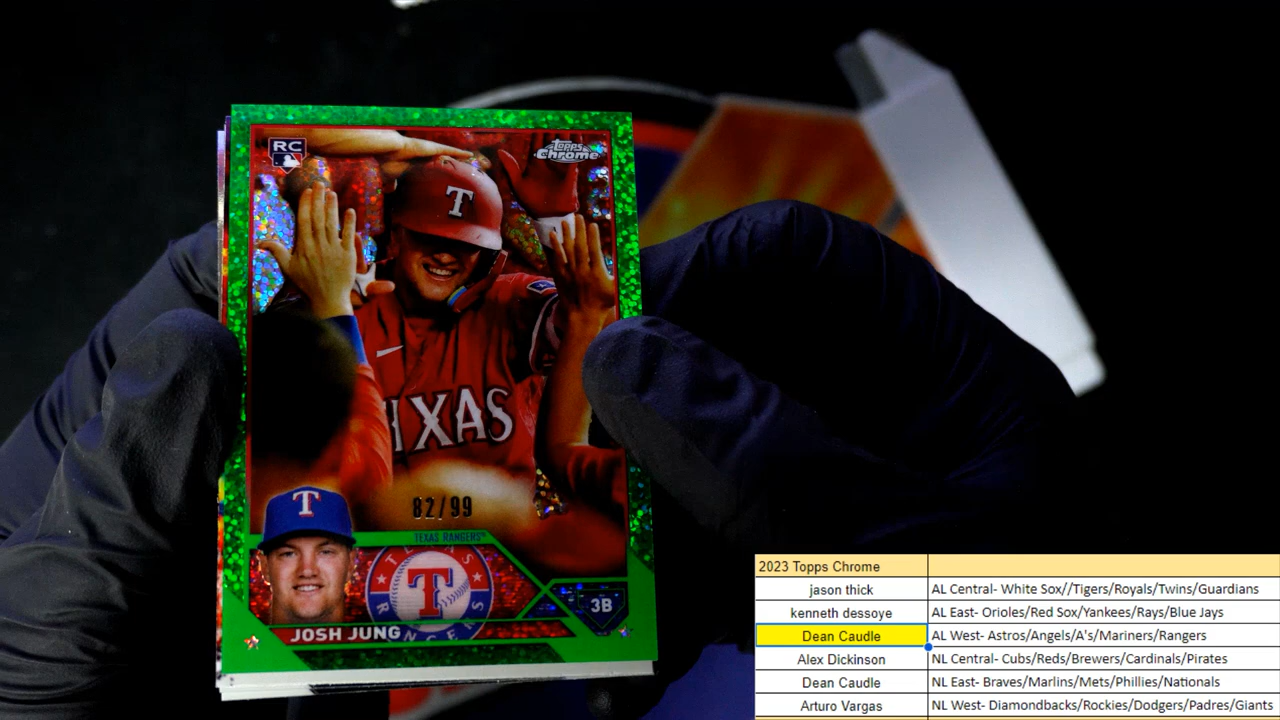 RC
Topps
Chrome
T
TEXAS
82/99
T
TEXAS RANGERS®
T
3B
JOSH JUNG
2023 Topps Chrome
jason thick AL Central- White Sox//Tigers/Royals/Twins/Guardians
kenneth dessoye AL East- Orioles/Red Sox/Yankees/Rays/Blue Jays
Dean Caudle AL West- Astros/Angels/A's/Mariners/Rangers
Alex Dickinson NL Central- Cubs/Reds/Brewers/Cardinals/Pirates
Dean Caudle NL East- Braves/Marlins/Mets/Phillies/Nationals
Arturo Vargas NL West- Diamondbacks/Rockies/Dodgers/Padres/Giants